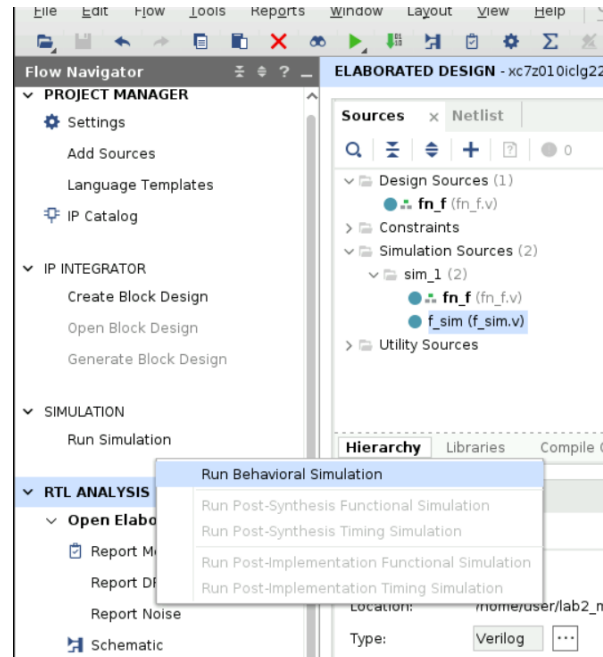 File Edit Flow Tools Reports Window Layout View Help
Flow Navigator
PROJECT MANAGER
Settings
Add Sources
Language Templates
IP Catalog
IP INTEGRATOR
Create Block Design
Open Block Design
Generate Block Design
SIMULATION
Run Simulation
RTL ANALYSIS
Open Elabo
Report M
Report D
Report Noise
Schematic
ELABORATED DESIGN - xc7z010iclg22
Sources × Netlist
0
Design Sources (1)
fn_f (fn_f.v)
Constraints
Simulation Sources (2)
sim_1 (2)
fn_f (fn_f.v)
f_sim (f_sim.v)
Utility Sources
Hierarchy Libraries Compile
Run Behavioral Simulation
Run Post-Synthesis Functional Simulation
Run Post-Synthesis Timing Simulation
Run Post-Implementation Functional Simulation
Run Post-Implementation Timing Simulation
Location: /home/user/lab2_m
Type: Verilog ...